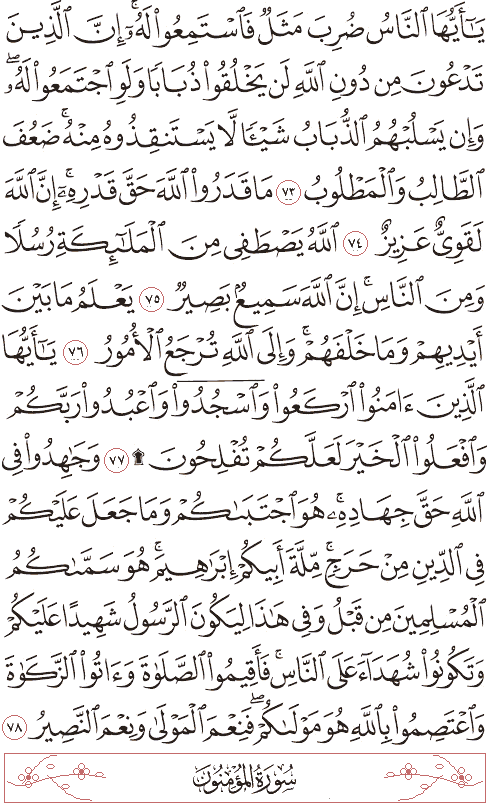 يَـٰٓأَيُّهَا ٱلنَّاسُ ضُرِبَ مَثَلٌ فَٱسْتَمِعُوا۟ لَهُۥٓ ۚ إِنَّ ٱلَّذِينَ
تَدْعُونَ مِن دُونِ ٱللَّهِ لَن يَخْلُقُوا۟ ذُبَابًا وَلَوِ ٱجْتَمَعُوا۟ لَهُۥ ۖ
وَإِن يَسْلُبْهُمُ ٱلذُّبَابُ شَيْـًٔا لَّا يَسْتَنقِذُوهُ مِنْهُ ۚ ضَعُفَ
ٱلطَّالِبُ وَٱلْمَطْلُوبُ ٧٣ مَا قَدَرُوا۟ ٱللَّهَ حَقَّ قَدْرِهِۦٓ ۗ إِنَّ ٱللَّهَ
لَقَوِىٌّ عَزِيزٌ ٧٤ ٱللَّهُ يَصْطَفِى مِنَ ٱلْمَلَـٰٓئِكَةِ رُسُلًا
وَمِنَ ٱلنَّاسِ ۚ إِنَّ ٱللَّهَ سَمِيعٌۢ بَصِيرٌ ٧٥ يَعْلَمُ مَا بَيْنَ
أَيْدِيهِمْ وَمَا خَلْفَهُمْ ۗ وَإِلَى ٱللَّهِ تُرْجَعُ ٱلْأُمُورُ ٧٦ يَـٰٓأَيُّهَا
ٱلَّذِينَ ءَامَنُوا۟ ٱرْكَعُوا۟ وَٱسْجُدُوا۟ وَٱعْبُدُوا۟ رَبَّكُمْ
وَٱفْعَلُوا۟ ٱلْخَيْرَ لَعَلَّكُمْ تُفْلِحُونَ ۩ ٧٧ وَجَـٰهِدُوا۟ فِى
ٱللَّهِ حَقَّ جِهَادِهِۦ ۚ هُوَ ٱجْتَبَىٰكُمْ وَمَا جَعَلَ عَلَيْكُمْ
فِى ٱلدِّينِ مِنْ حَرَجٍ ۚ مِّلَّةَ أَبِيكُمْ إِبْرَٰهِيمَ ۚ هُوَ سَمَّىٰكُمُ
ٱلْمُسْلِمِينَ مِن قَبْلُ وَفِى هَـٰذَا لِيَكُونَ ٱلرَّسُولُ شَهِيدًا عَلَيْكُمْ
وَتَكُونُوا۟ شُهَدَآءَ عَلَى ٱلنَّاسِ ۚ فَأَقِيمُوا۟ ٱلصَّلَوٰةَ وَءَاتُوا۟ ٱلزَّكَوٰةَ
وَٱعْتَصِمُوا۟ بِٱللَّهِ هُوَ مَوْلَىٰكُمْ ۖ فَنِعْمَ ٱلْمَوْلَىٰ وَنِعْمَ ٱلنَّصِيرُ ٧٨
سُورَةُ الْمُؤْمِنُونَ